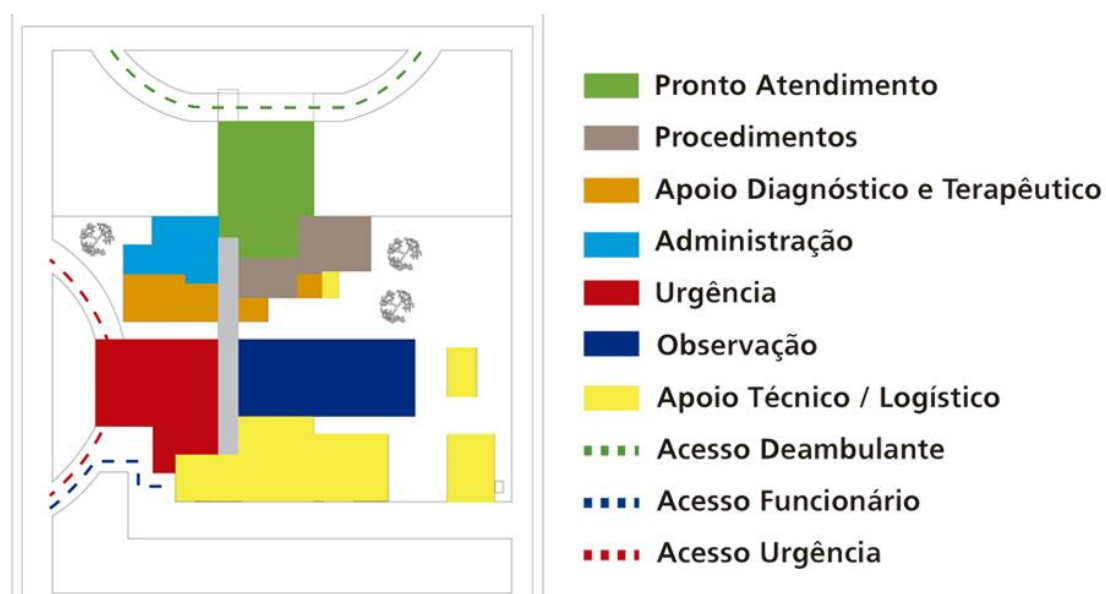 Pronto Atendimento
Procedimentos
Apoio Diagnóstico e Terapêutico
Administração
Urgência
Observação
Apoio Técnico / Logístico
Acesso Deambulante
Acesso Funcionário
Acesso Urgência